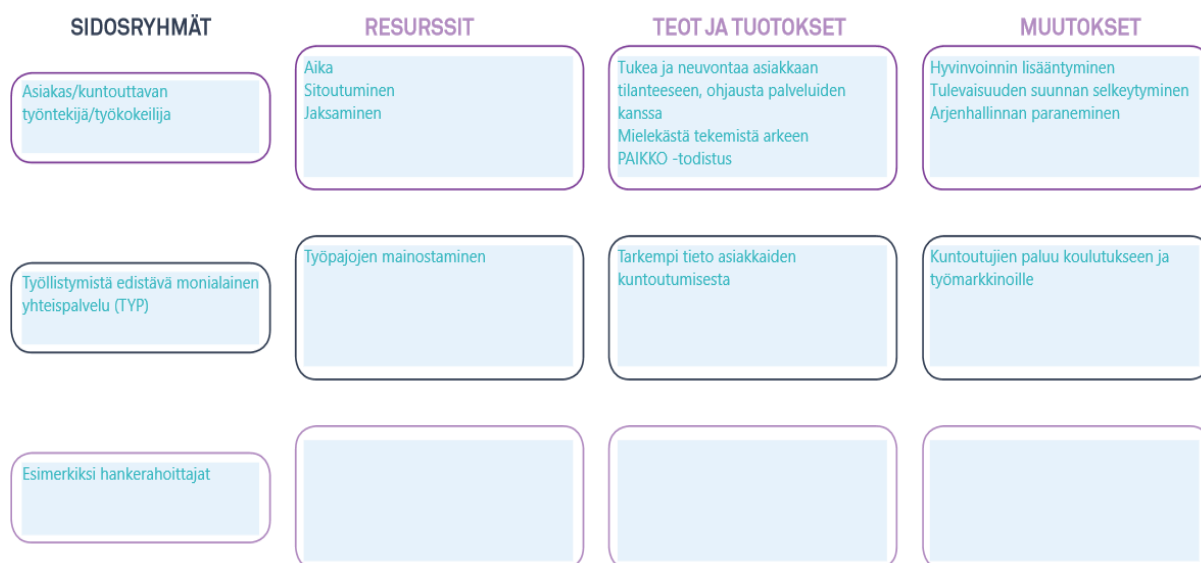 SIDOSRYHMÄT
RESURSSIT
TEOT JA TUOTOKSET
MUUTOKSET
Asiakas/kuntouttavan
työntekijä/työkokeilija
Aika
Sitoutuminen
Jaksaminen
Tukea ja neuvontaa asiakkaan
tilanteeseen, ohjausta palveluiden
kanssa
Mielekästä tekemistä arkeen
PAIKKO -todistus
Hyvinvoinnin lisääntyminen
Tulevaisuuden suunnan selkeytyminen
Arjenhallinnan paraneminen
Työllistymistä edistävä monialainen
yhteispalvelu (TYP)
Työpajojen mainostaminen
Tarkempi tieto asiakkaiden
kuntoutumisesta
Kuntoutujien paluu koulutukseen ja
työmarkkinoille
Esimerkiksi hankerahoittajat